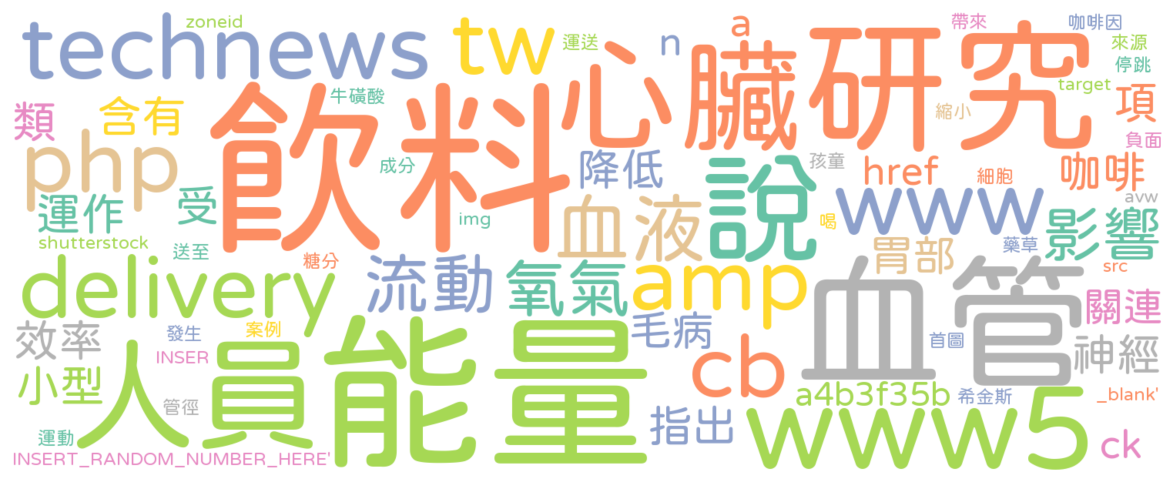 zoneid
technews
tw
運送
n
a
帶來
咖啡因
來源
停跳
target
類
含有
牛磺酸
飲料
心臟
研究
縮小
項
負面
php
成分
降低
說
孩童
href
細胞
咖啡
avw
運作
受
img
血液
www
影響
喝
shutterstock
送至
糖分
胃部
藥草
src
delivery
流動
氧氣
amp
血管
關連
效率
發生
案例
毛病
首圖
神經
INSER
人員
能量
cb
小型
管徑
a4b3f35b
希金斯
_blank'
運動
指出
www5
ck
INSERT_RANDOM_NUMBER_HERE'